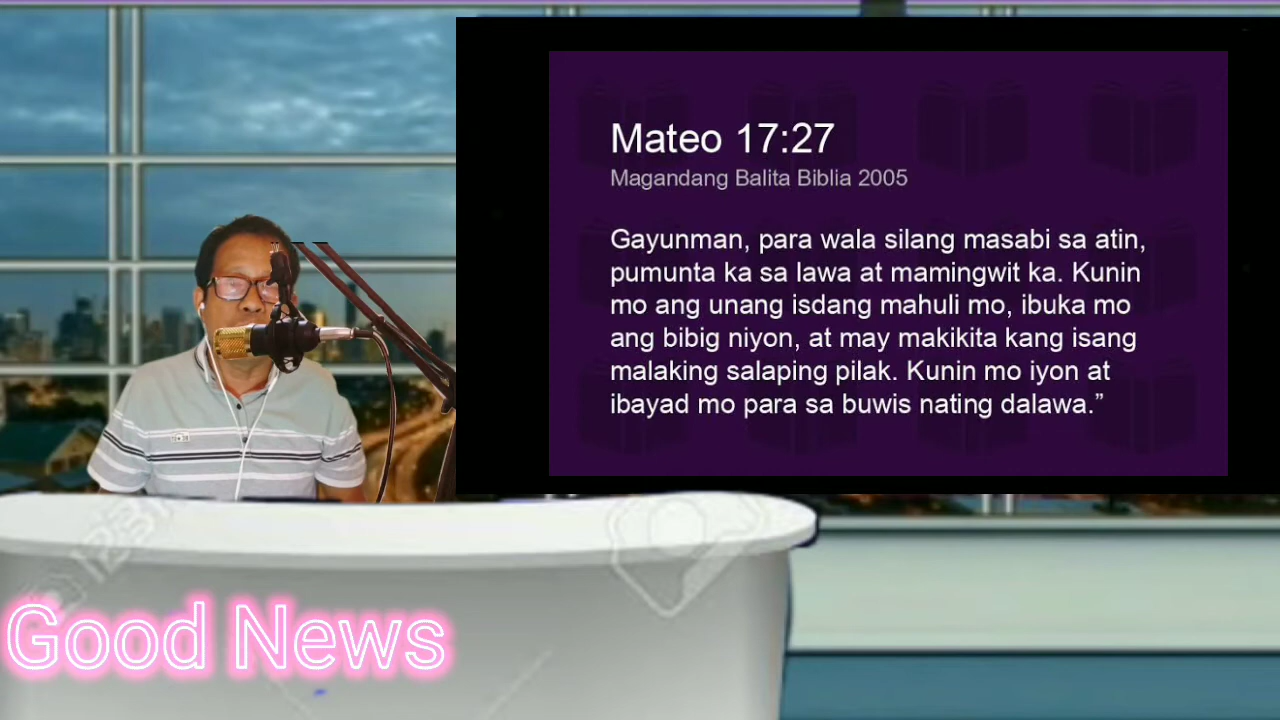 Mateo 17:27
Magandang Balita Biblia 2005
Gayunman, para wala silang masabi sa atin,
pumunta ka sa lawa at mamingwit ka. Kunin
mo ang unang isdang mahuli mo, ibuka mo
ang bibig niyon, at may makikita kang isang
malaking salaping pilak. Kunin mo iyon at
ibayad mo para sa buwis nating dalawa.”
Good News